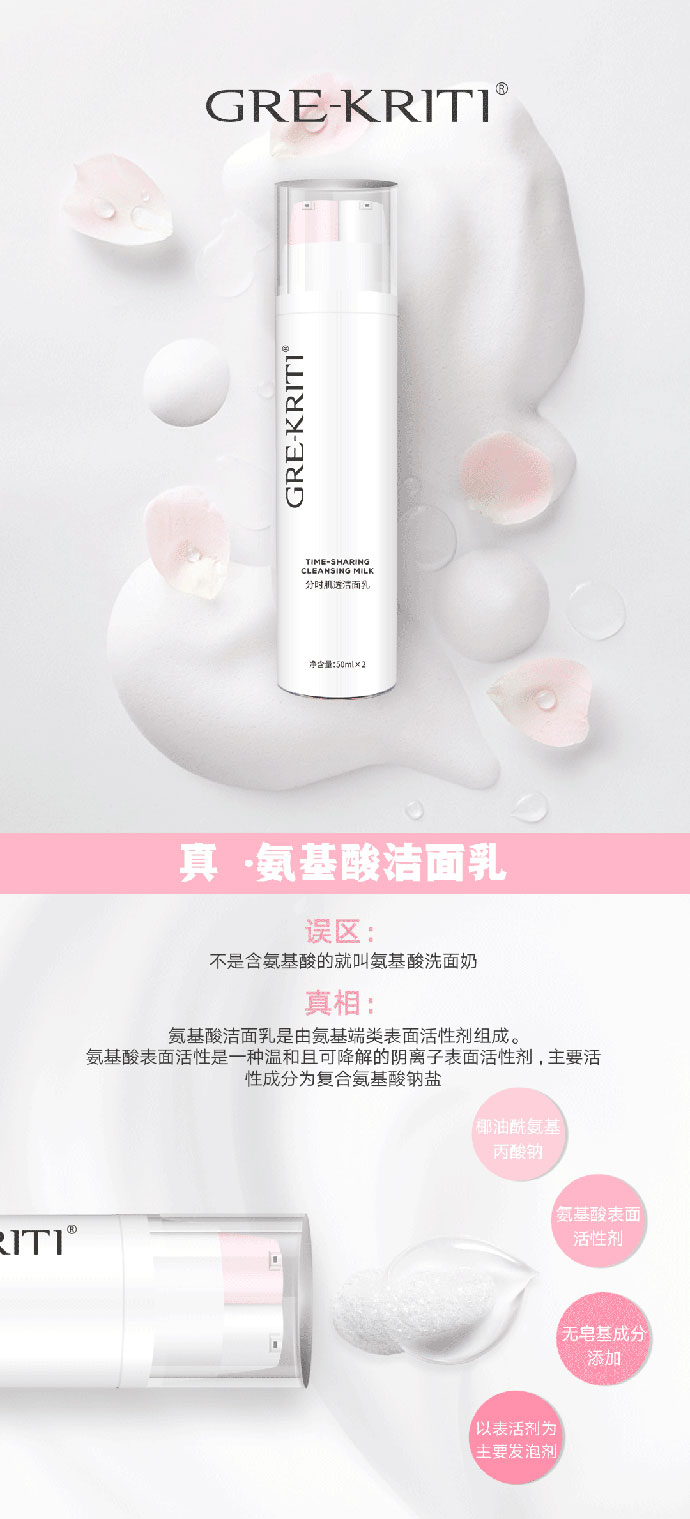 GRE-KRITI®
GRE-KRITI®
TIME-SHARING
CLEANSING MILK
分时肌透洁面乳
净含量:50ml×2
真 ·氨基酸洁面乳
误区：
不是含氨基酸的就叫氨基酸洗面奶
真相：
氨基酸洁面乳是由氨基端类表面活性剂组成。
氨基酸表面活性是一种温和且可降解的阴离子表面活性剂，主要活
性成分为复合氨基酸钠盐
椰油酰氨基
丙酸钠
氨基酸表面
活性剂
RITI®
无皂基成分
添加
以表活剂为
主要发泡剂